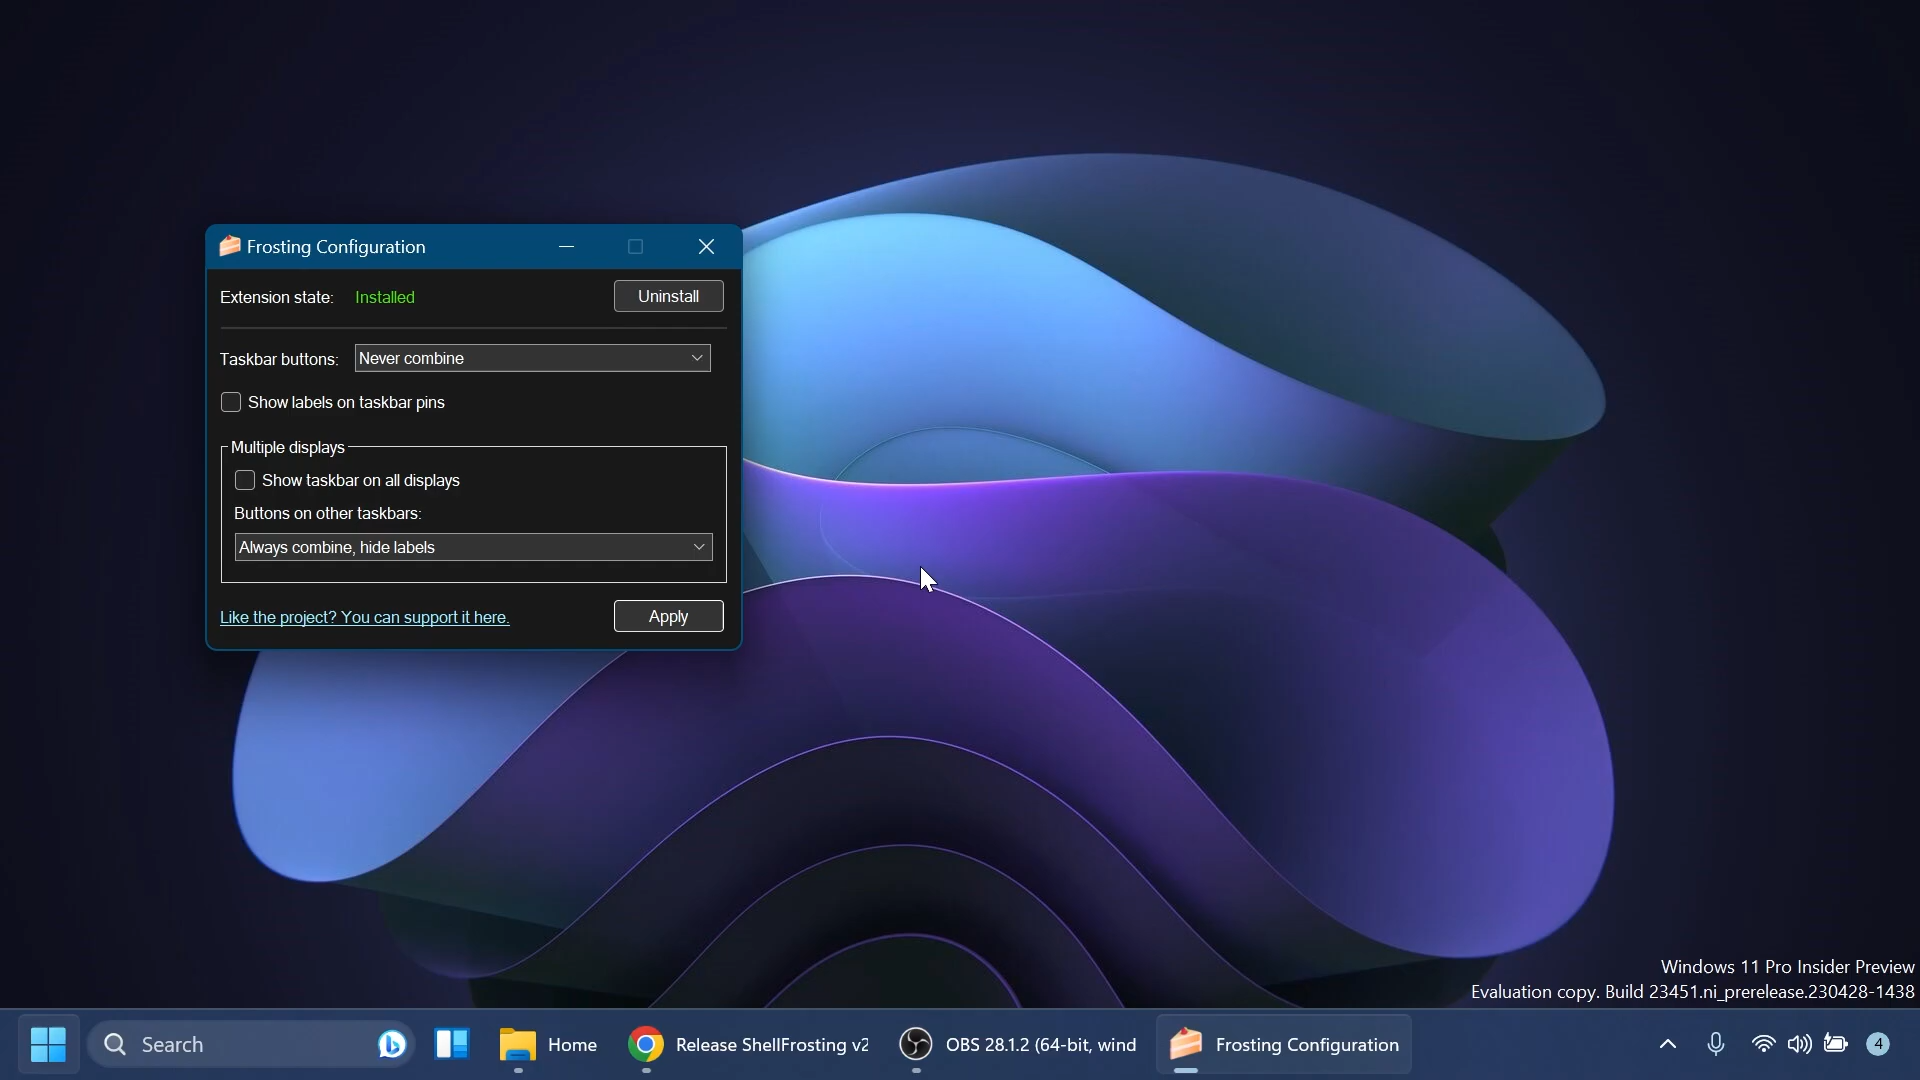 Frosting Configuration
Extension state: Installed
Uninstall
Taskbar buttons: Never combine
Show labels on taskbar pins
Multiple displays
Show taskbar on all displays
Buttons on other taskbars:
Always combine, hide labels
Like the project? You can support it here.
Apply
Windows 11 Pro Insider Preview
Evaluation copy. Build 23451.ni_prerelease.230428-1438
Search
Home
Release ShellFrosting v2
OBS 28.1.2 (64-bit, wind
Frosting Configuration
4